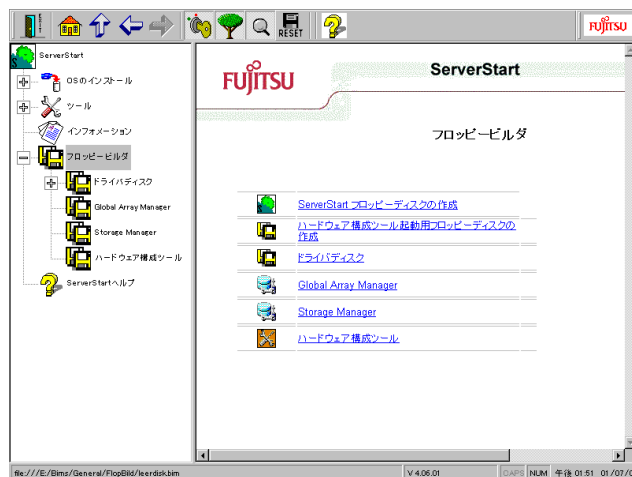 RESET
FUJITSU
ServerStart
OSのインストール
ツール
インフォメーション
フロッピービルダ
ドライバディスク
Global Array Manager
Storage Manager
ハードウェア構成ツール
ServerStartヘルプ
FUJITSU
ServerStart
フロッピービルダ
ServerStart フロッピーディスクの作成
ハードウェア構成ツール起動用フロッピーディスクの
作成
ドライバディスク
Global Array Manager
Storage Manager
ハードウェア構成ツール
file:///E:/Bims/General/FlopBild/leerdisk.bim
V 4.06.01
CAPS
NUM
午後 01:51